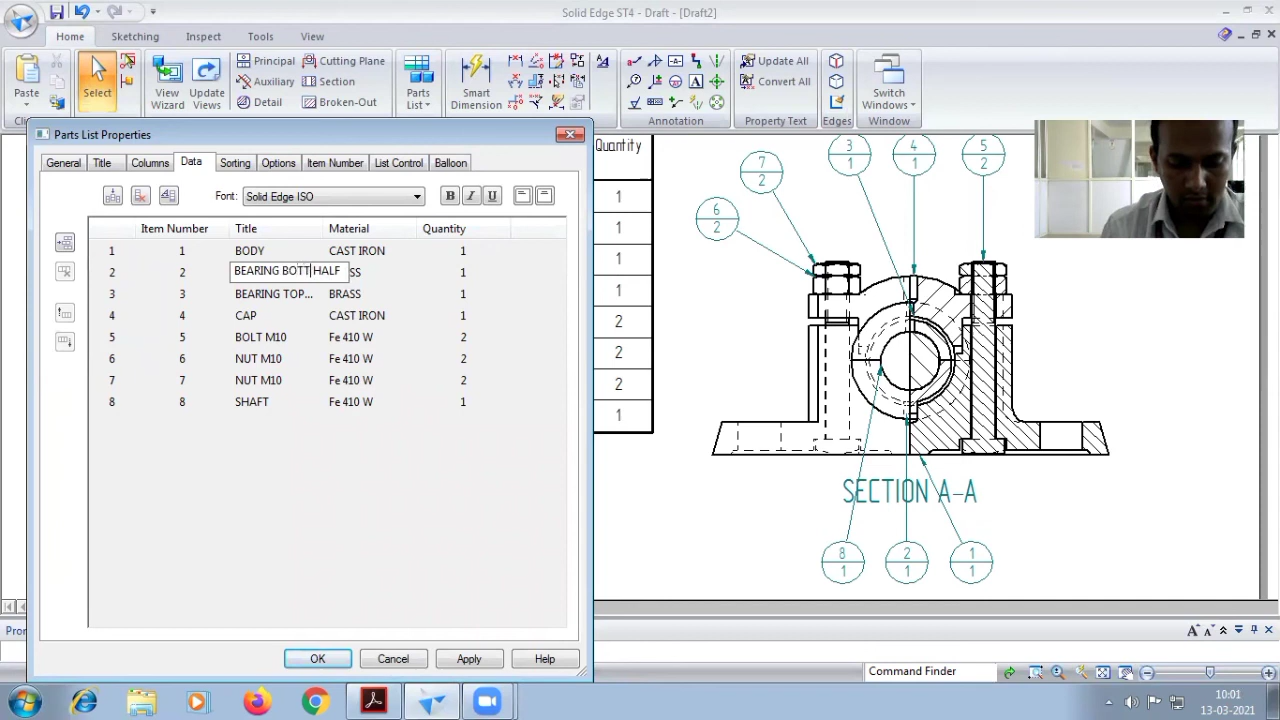 Solid Edge ST4 - Draft - [Draft2]
Home Sketching Inspect Tools View
Paste
Select
View Wizard
Update Views
Principal
Auxiliary
Detail
Cutting Plane
Section
Broken-Out
Parts List
Smart Dimension
Annotation
Update All
Convert All
Property Text
Edges
Switch Windows
Window
Parts List Properties
General Title Columns Data Sorting Options Item Number List Control Balloon
Font: Solid Edge ISO B I U
Item Number Title Material Quantity
1 1 BODY CAST IRON 1
2 2 BEARING BOTT HALF SS 1
3 3 BEARING TOP... BRASS 1
4 4 CAP CAST IRON 1
5 5 BOLT M10 Fe 410 W 2
6 6 NUT M10 Fe 410 W 2
7 7 NUT M10 Fe 410 W 2
8 8 SHAFT Fe 410 W 1
OK Cancel Apply Help
Quantity
1
1
1
1
2
2
2
1
7
2
6
2
3
1
4
1
5
2
SECTION A-A
8
1
2
1
1
1
Command Finder
10:01
13-03-2021